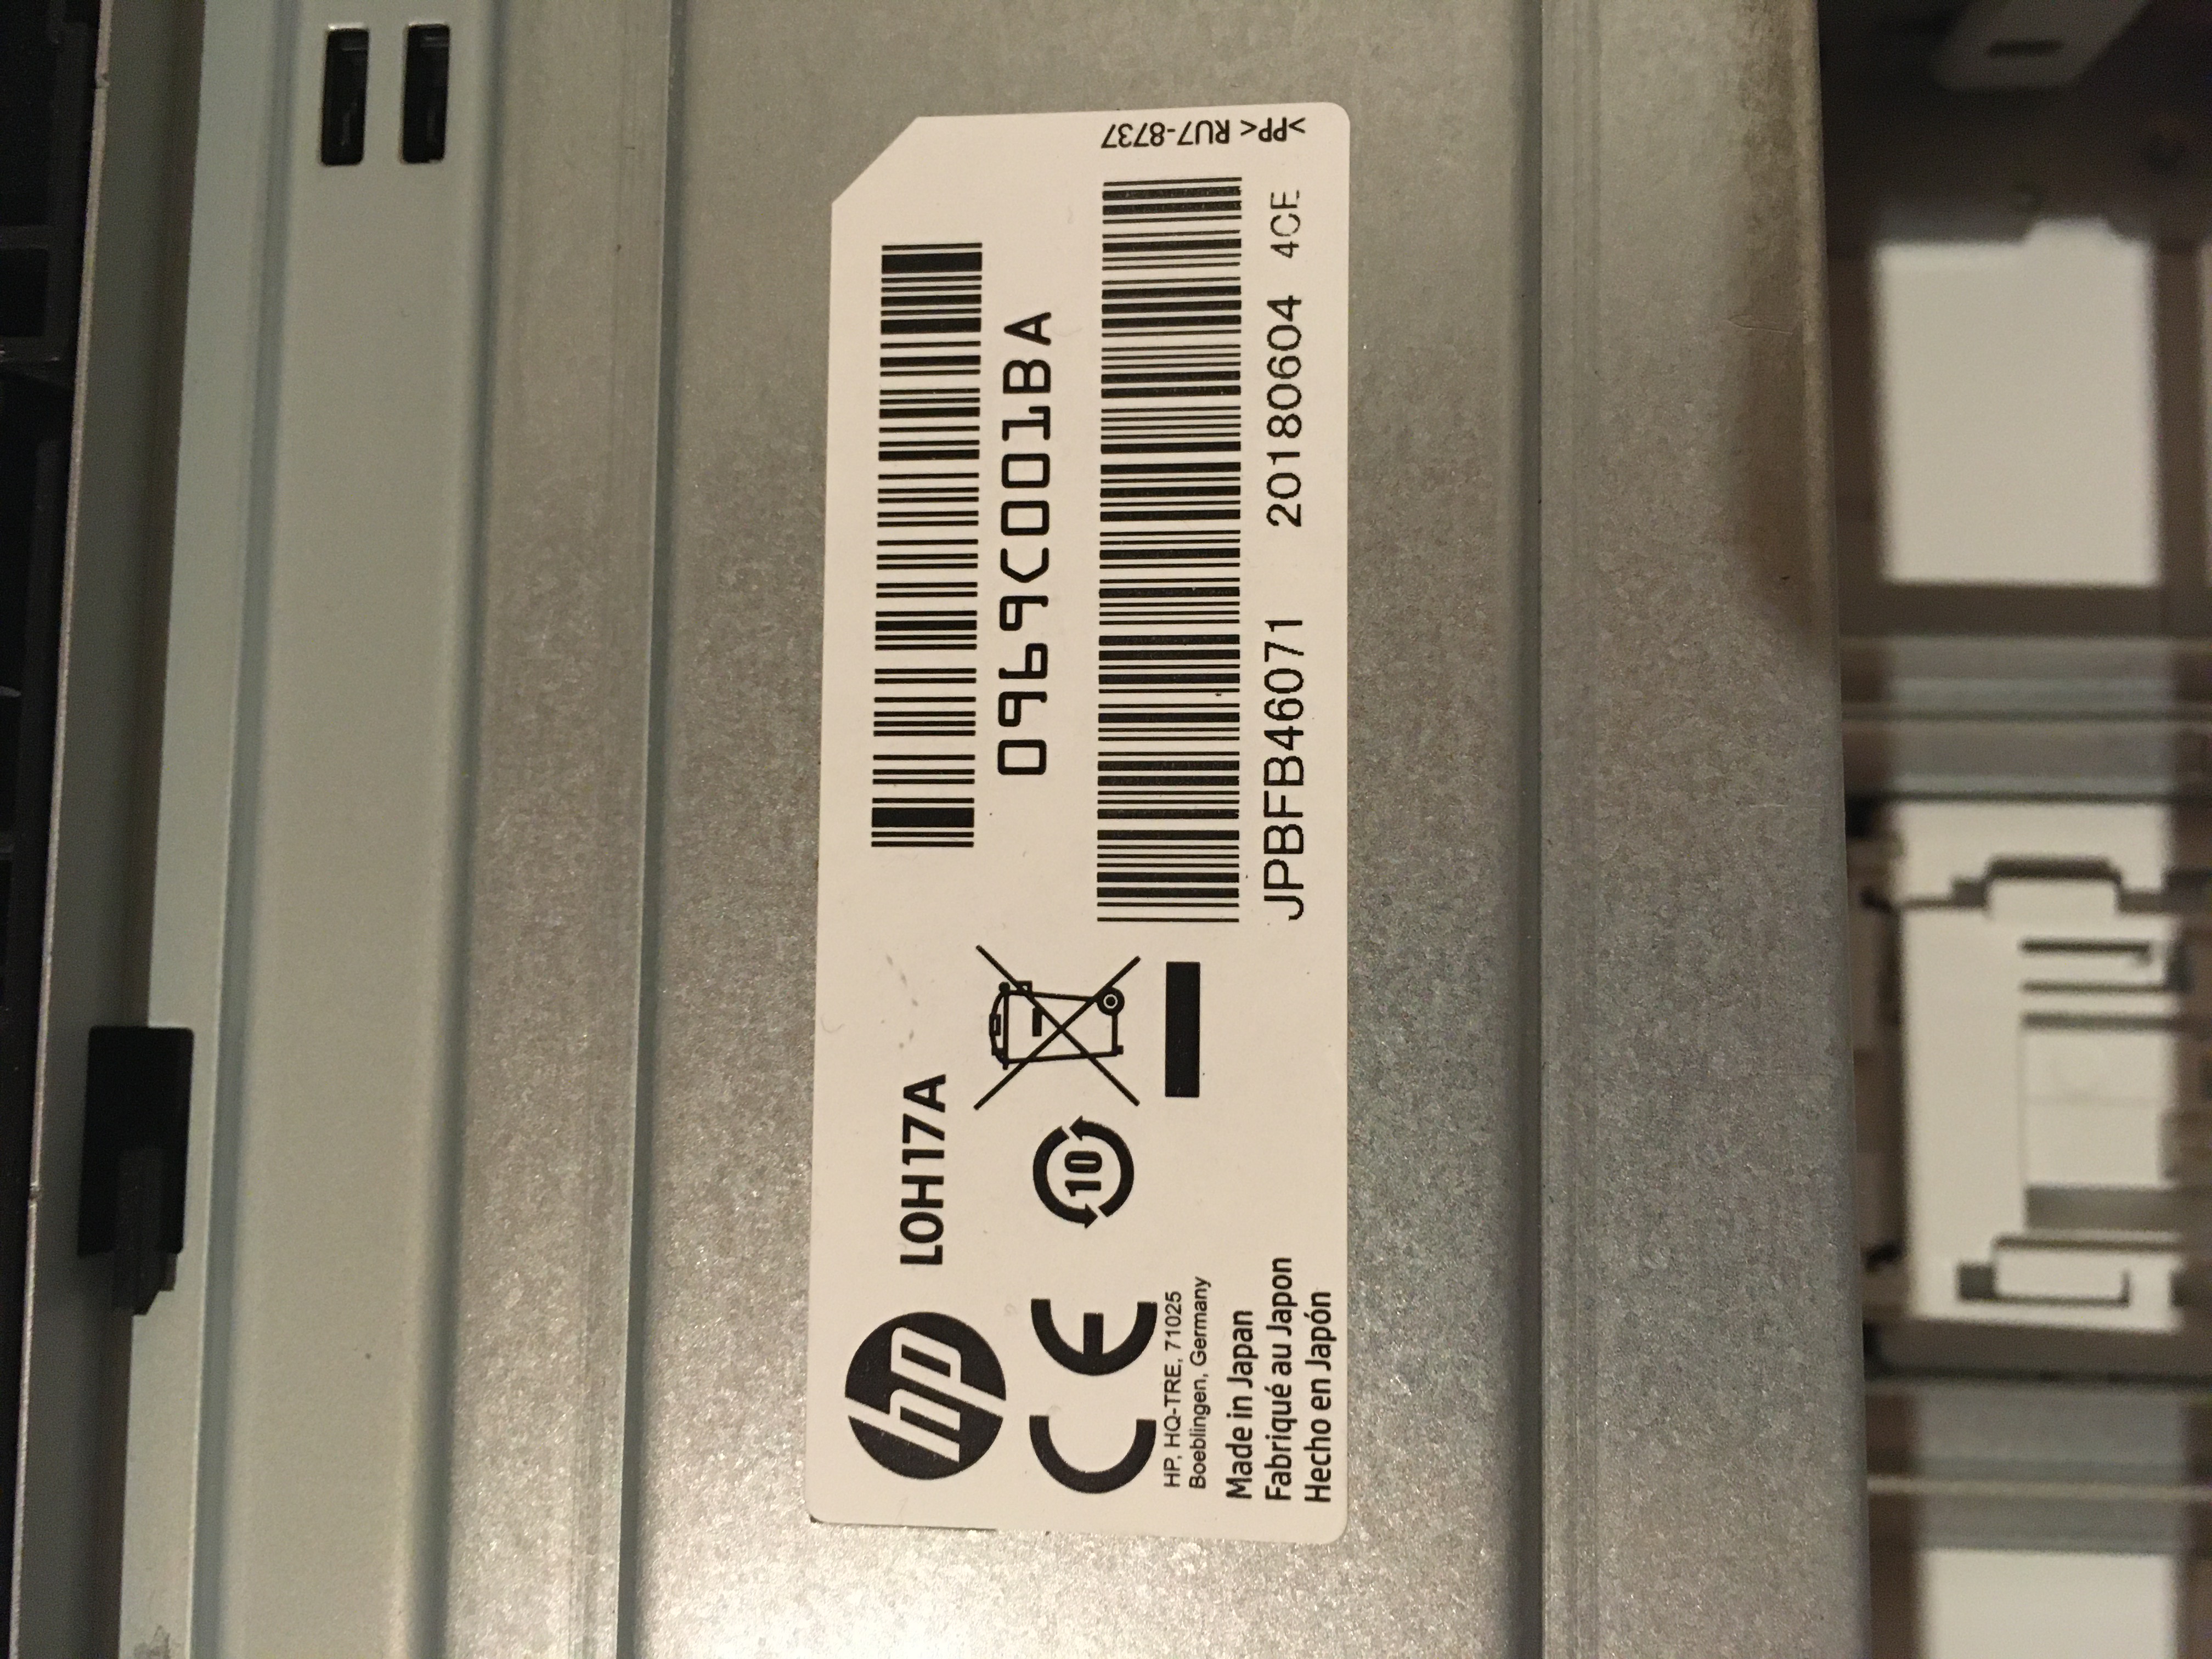 hp
L0H17A
10
CE
HP, HQ-TRE, 71025
Boeblingen, Germany
Made in Japan
Fabriqué au Japon
Hecho en Japón
0969C001BA
JPBFB46071 20180604 4CE
>PP< RU7-8737